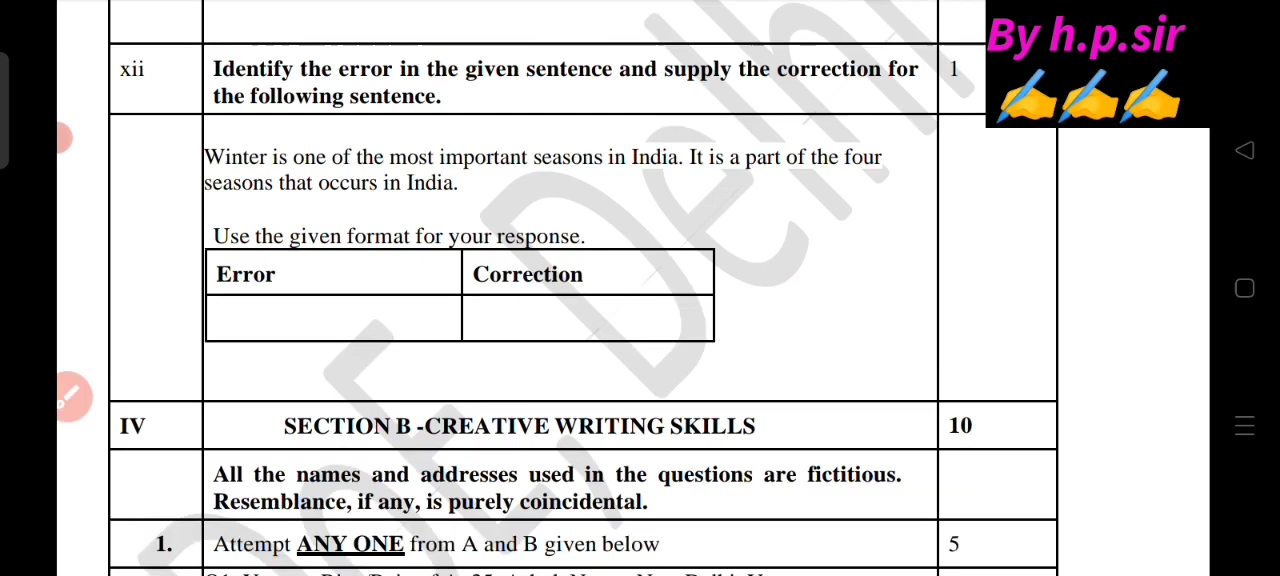 By h.p.sir
xii Identify the error in the given sentence and supply the correction for 1
the following sentence.
Winter is one of the most important seasons in India. It is a part of the four
seasons that occurs in India.
Use the given format for your response.
Error Correction
IV SECTION B -CREATIVE WRITING SKILLS 10
All the names and addresses used in the questions are fictitious.
Resemblance, if any, is purely coincidental.
1. Attempt ANY ONE from A and B given below 5
DoE, Delhi